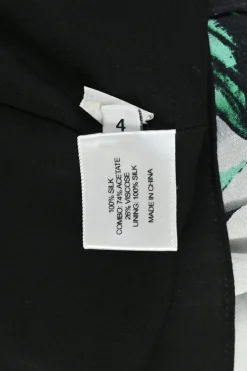 4
100% SILK
COMBO: 74% ACETATE
26% VISCOSE
LINING: 100% SILK
MADE IN CHINA